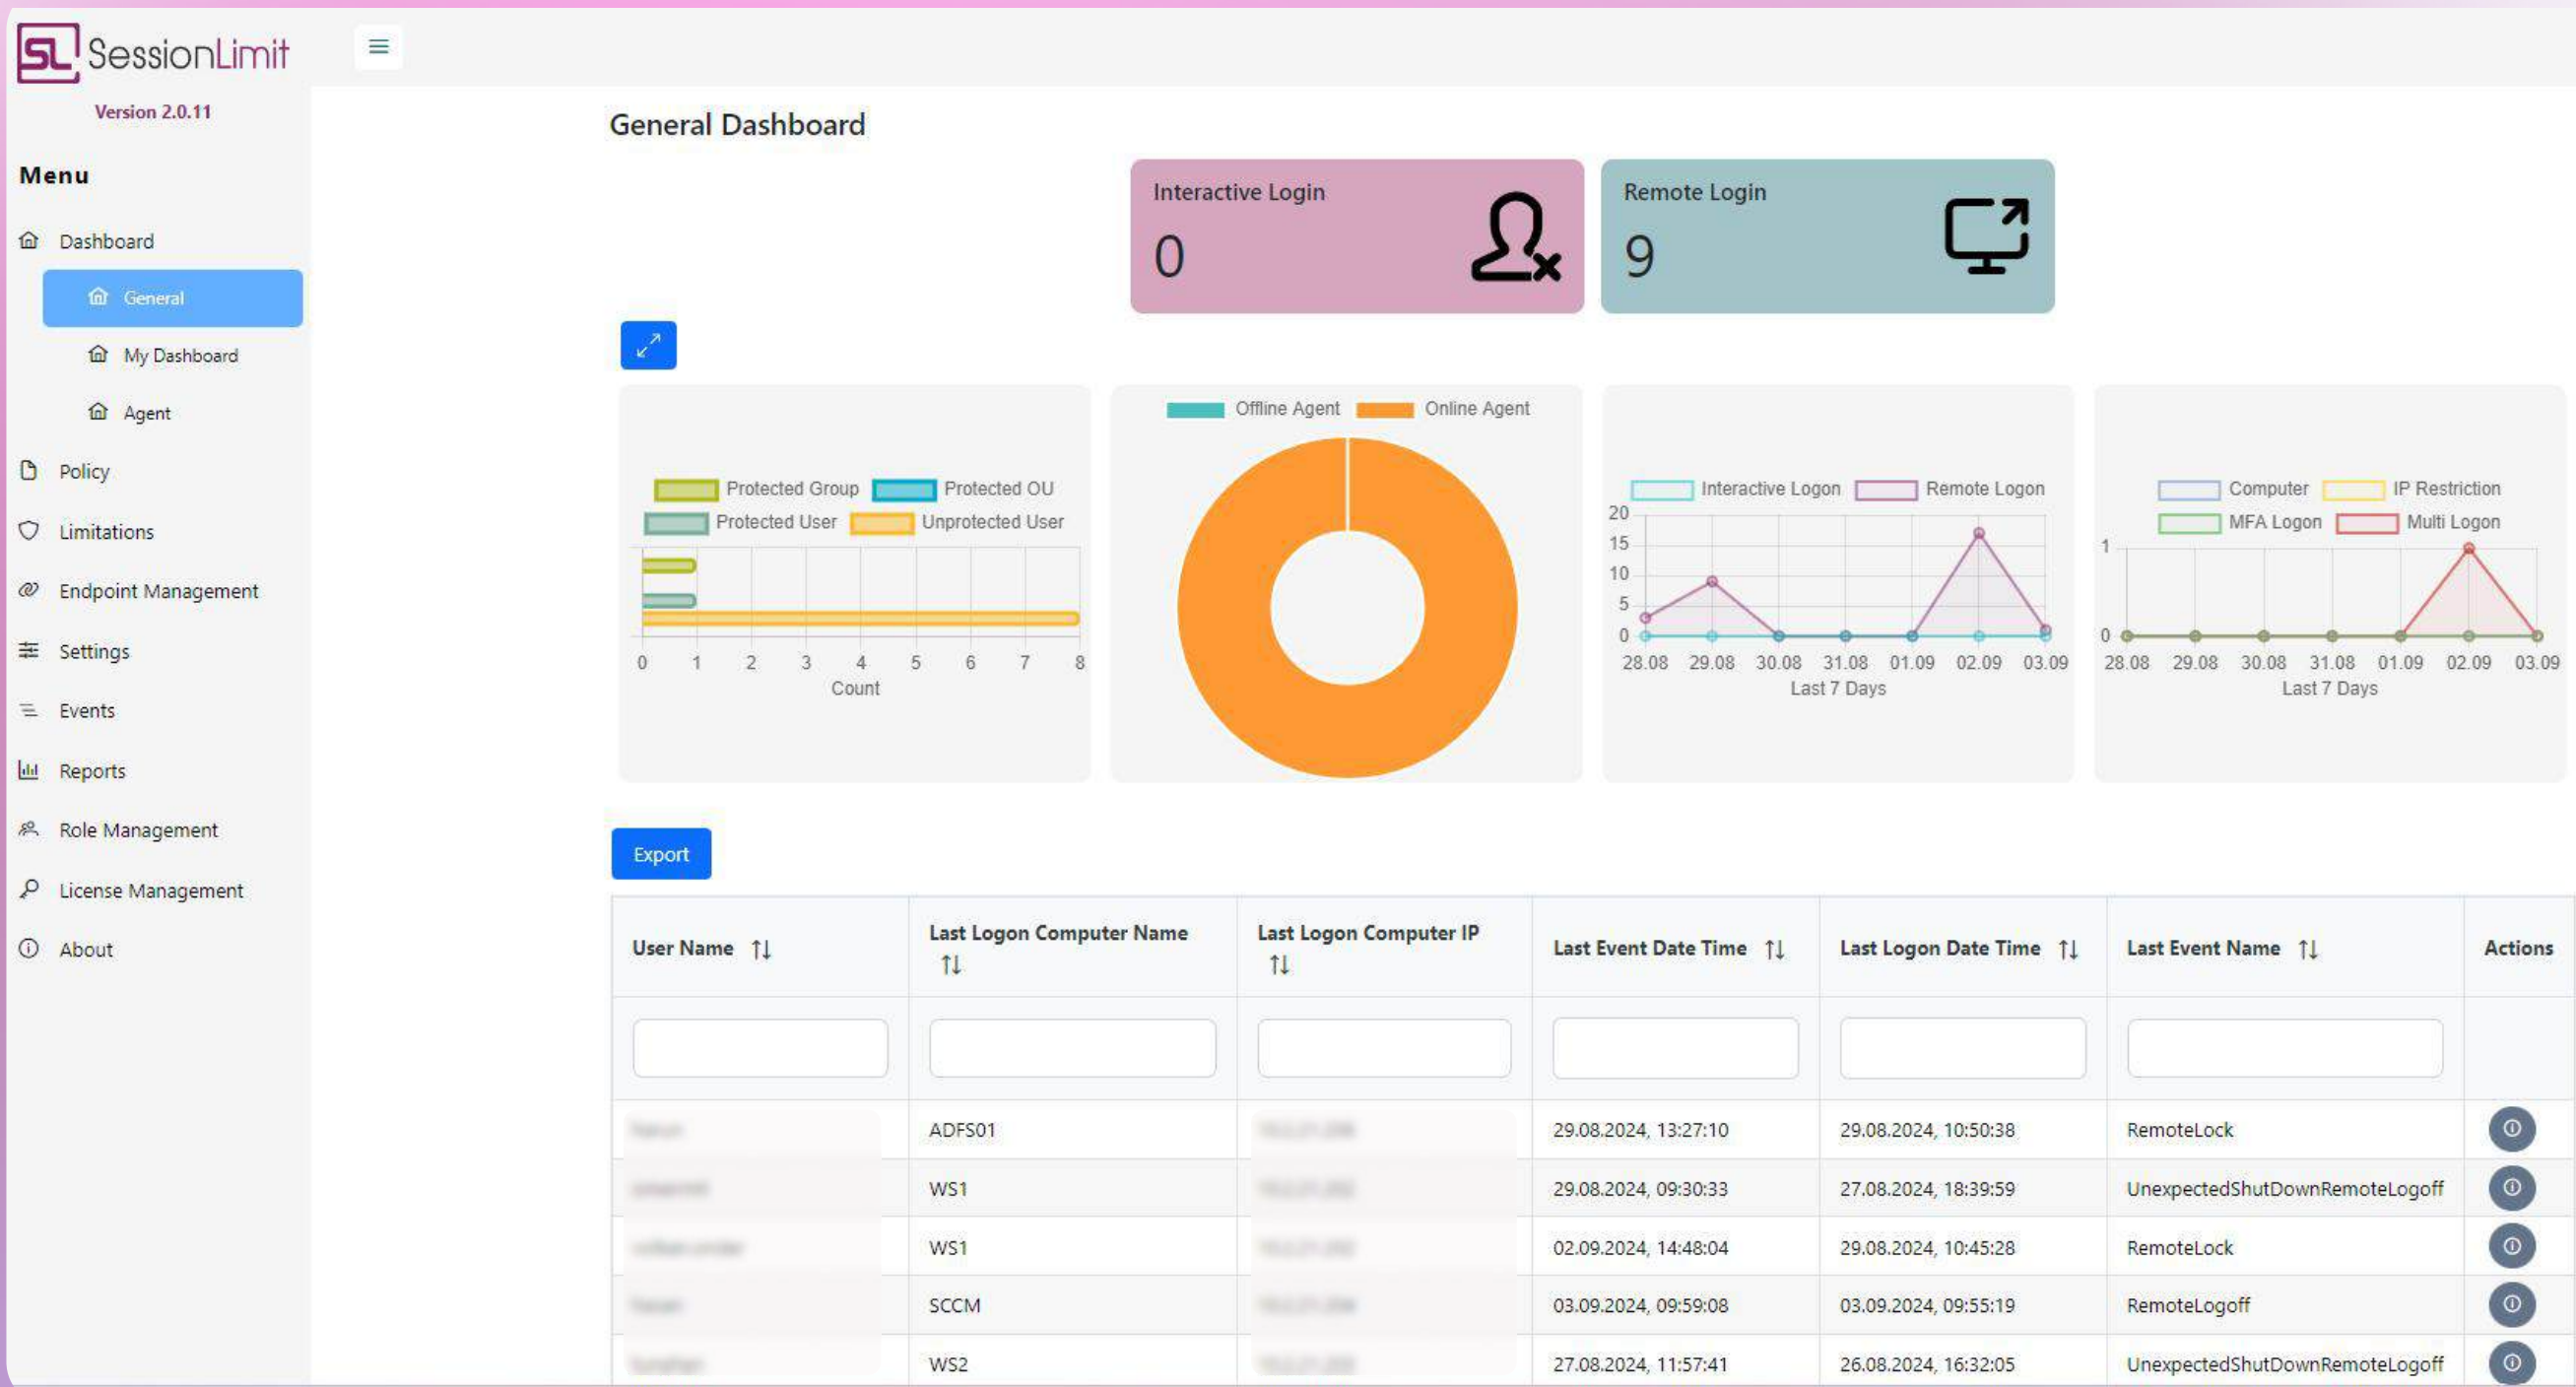 SL SessionLimit
Version 2.0.11
Menu
Dashboard
General
My Dashboard
Agent
Policy
Limitations
Endpoint Management
Settings
Events
Reports
Role Management
License Management
About
General Dashboard
Interactive Login
0
Remote Login
9
Protected Group Protected OU
Protected User Unprotected User
0 1 2 3 4 5 6 7 8
Count
Offline Agent Online Agent
Interactive Logon Remote Logon
20
15
10
5
0
28.08 29.08 30.08 31.08 01.09 02.09 03.09
Last 7 Days
Computer IP Restriction
MFA Logon Multi Logon
1
0
28.08 29.08 30.08 31.08 01.09 02.09 03.09
Last 7 Days
Export
User Name Last Logon Computer Name Last Logon Computer IP Last Event Date Time Last Logon Date Time Last Event Name Actions
ADFS01 29.08.2024, 13:27:10 29.08.2024, 10:50:38 RemoteLock
WS1 29.08.2024, 09:30:33 27.08.2024, 18:39:59 UnexpectedShutDownRemoteLogoff
WS1 02.09.2024, 14:48:04 29.08.2024, 10:45:28 RemoteLock
SCCM 03.09.2024, 09:59:08 03.09.2024, 09:55:19 RemoteLogoff
WS2 27.08.2024, 11:57:41 26.08.2024, 16:32:05 UnexpectedShutDownRemoteLogoff